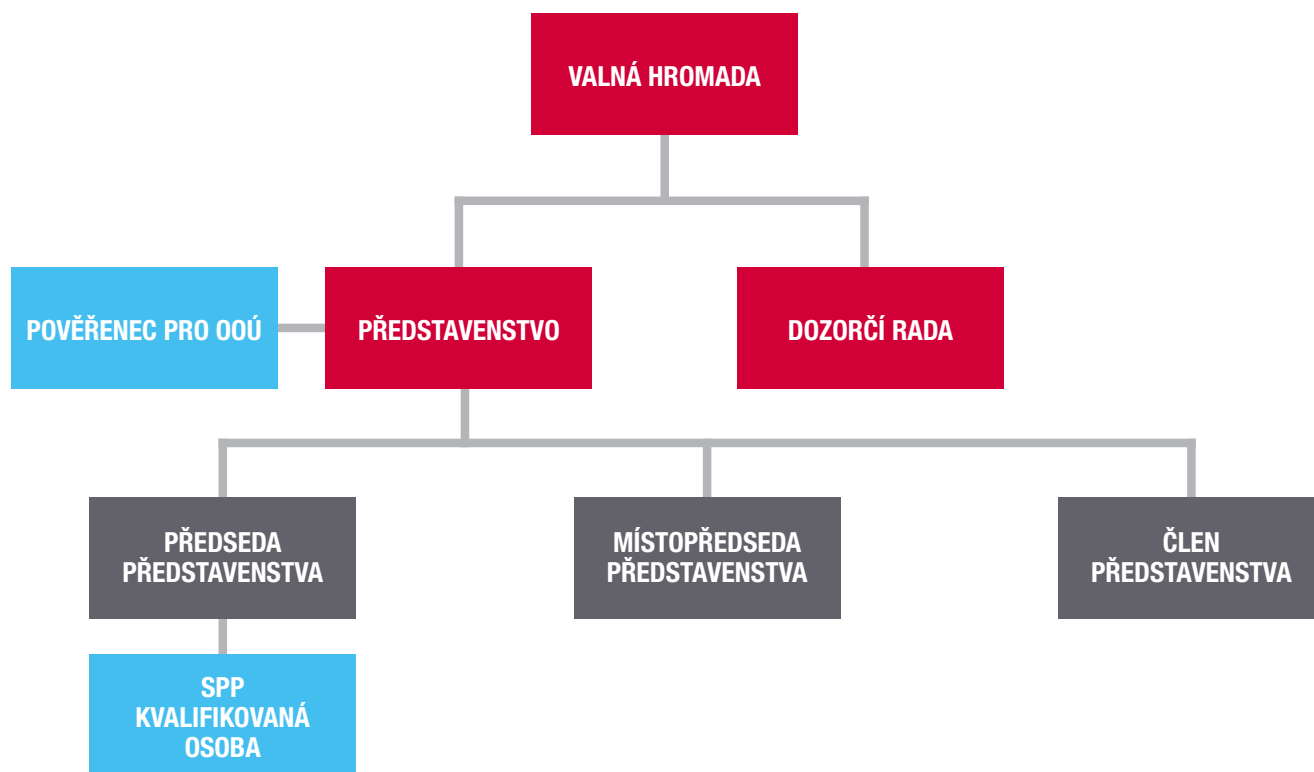 VALNÁ HROMADA
POVĚŘENEC PRO OOÚ
PŘEDSTAVENSTVO
DOZORČÍ RADA
PŘEDSEDA
PŘEDSTAVENSTVA
MÍSTOPŘEDSEDA
PŘEDSTAVENSTVA
ČLEN
PŘEDSTAVENSTVA
SPP
KVALIFIKOVANÁ
OSOBA